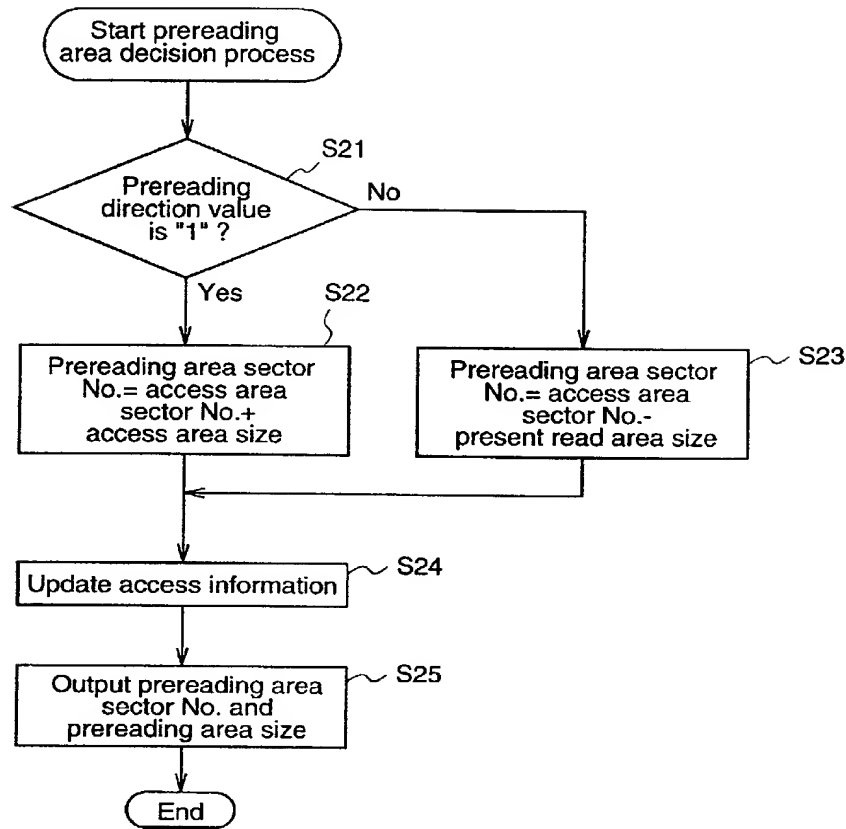 Start prereading
area decision process
S21
Prereading
direction value
is "1" ?
No
Yes
S22
Prereading area sector
No.= access area
sector No.+
access area size
S23
Prereading area sector
No.= access area
sector No.-
present read area size
S24
Update access information
S25
Output prereading area
sector No. and
prereading area size
End